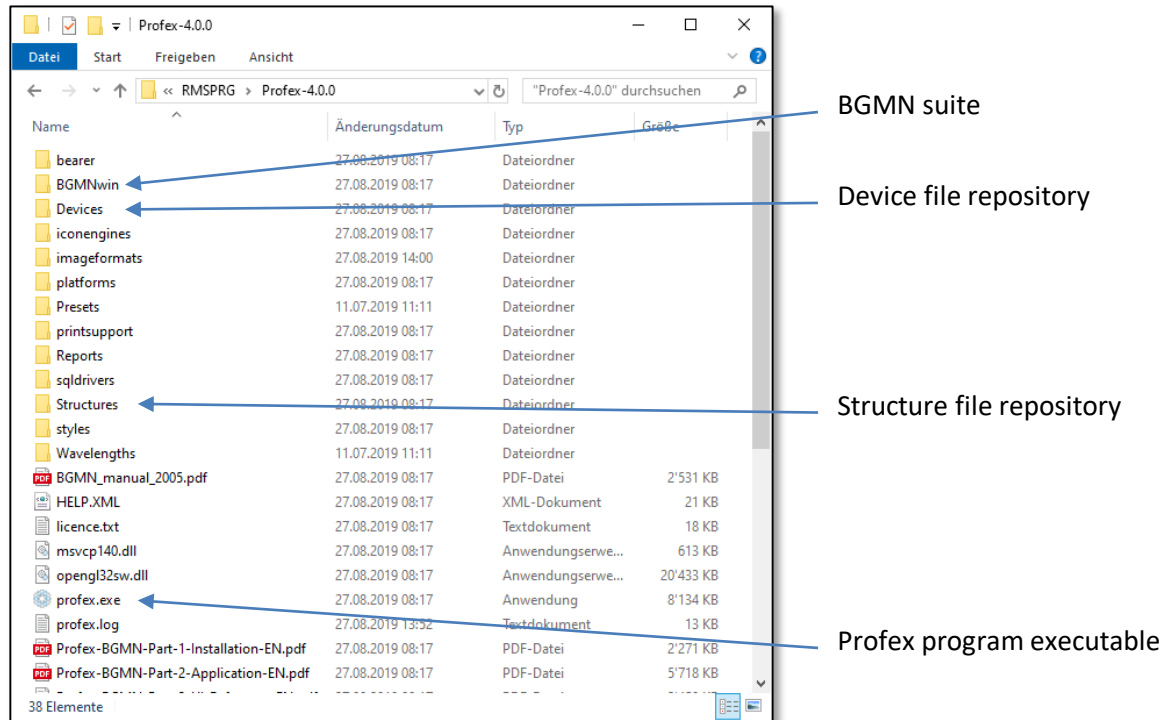 Profex-4.0.0
Datei Start Freigeben Ansicht
« RMSPRG > Profex-4.0.0 "Profex-4.0.0" durchsuchen
Name Änderungsdatum Typ Größe
bearer 27.08.2019 08:17 Dateiordner
BGMNwin 27.08.2019 08:17 Dateiordner
Devices 27.08.2019 08:17 Dateiordner
iconengines 27.08.2019 08:17 Dateiordner
imageformats 27.08.2019 14:00 Dateiordner
platforms 27.08.2019 08:17 Dateiordner
Presets 11.07.2019 11:11 Dateiordner
printsupport 27.08.2019 08:17 Dateiordner
Reports 27.08.2019 08:17 Dateiordner
sqldrivers 27.08.2019 08:17 Dateiordner
Structures 27.08.2019 08:17 Dateiordner
styles 27.08.2019 08:17 Dateiordner
Wavelengths 11.07.2019 11:11 Dateiordner
BGMN_manual_2005.pdf 27.08.2019 08:17 PDF-Datei 2'531 KB
HELP.XML 27.08.2019 08:17 XML-Dokument 21 KB
licence.txt 27.08.2019 08:17 Textdokument 18 KB
msvcp140.dll 27.08.2019 08:17 Anwendungserwe... 613 KB
opengl32sw.dll 27.08.2019 08:17 Anwendungserwe... 20'433 KB
profex.exe 27.08.2019 08:17 Anwendung 8'134 KB
profex.log 27.08.2019 13:52 Textdokument 13 KB
Profex-BGMN-Part-1-Installation-EN.pdf 27.08.2019 08:17 PDF-Datei 2'271 KB
Profex-BGMN-Part-2-Application-EN.pdf 27.08.2019 08:17 PDF-Datei 5'718 KB
38 Elemente
BGMN suite
Device file repository
Structure file repository
Profex program executable